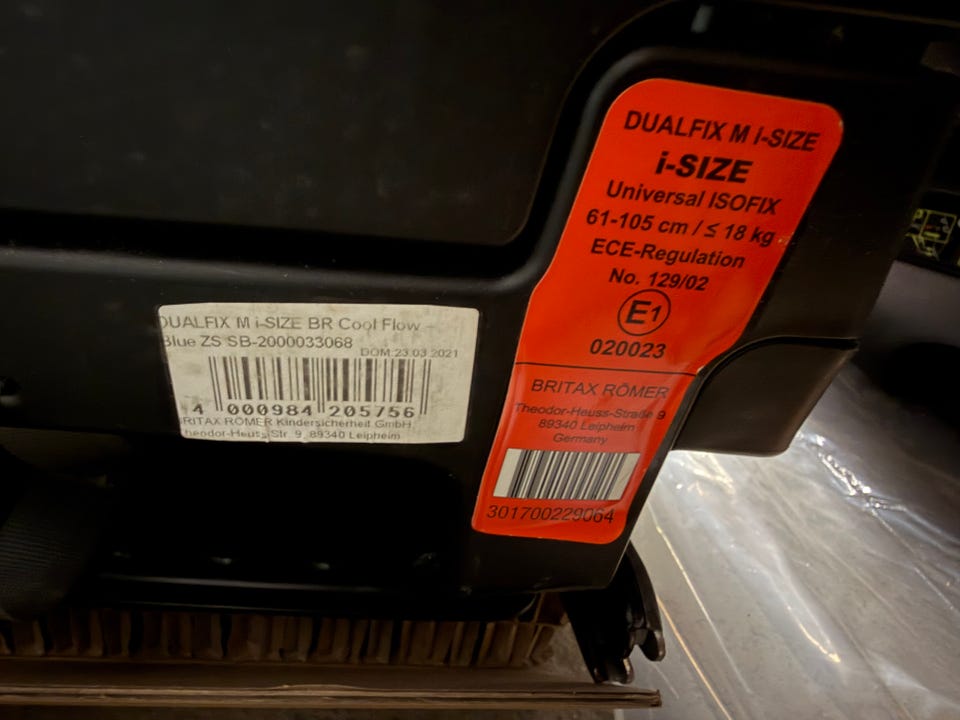 DUALFIX M i-SIZE BR Cool Flow -
Blue ZS SB-2000033068
DOM:23.03.2021
4 000984 205756
BRITAX RÖMER Kindersicherheit GmbH
Theodor-Heuss-Str. 9, 89340 Leipheim
DUALFIX M i-SIZE
i-SIZE
Universal ISOFIX
61-105 cm / ≤ 18 kg
ECE-Regulation
No. 129/02
E1
020023
BRITAX RÖMER
Theodor-Heuss-Straße 9
89340 Leipheim
Germany
301700229064